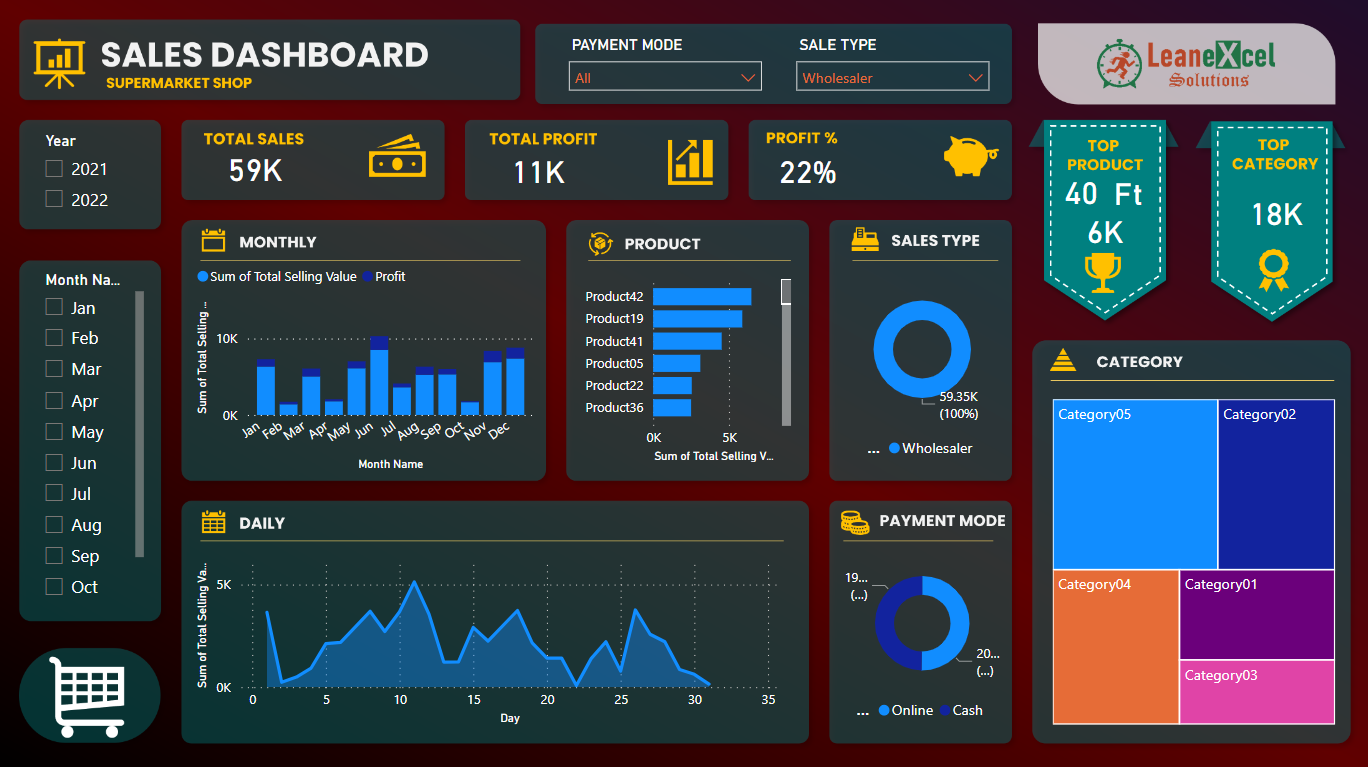 SALES DASHBOARD
SUPERMARKET SHOP
PAYMENT MODE
All
SALE TYPE
Wholesaler
LeaneXcel
Solutions
Year
2021
2022
TOTAL SALES
59K
TOTAL PROFIT
11K
PROFIT %
22%
TOP
PRODUCT
40 Ft
6K
TOP
CATEGORY
18K
Month Na...
Jan
Feb
Mar
Apr
May
Jun
Jul
Aug
Sep
Oct
MONTHLY
Sum of Total Selling Value Profit
Sum of Total Selling ...
10K
0K
Jan Feb Mar Apr May Jun Jul Aug Sep Oct Nov Dec
Month Name
PRODUCT
Product42
Product19
Product41
Product05
Product22
Product36
0K 5K
Sum of Total Selling V...
SALES TYPE
59.35K
(100%)
... Wholesaler
CATEGORY
Category05
Category02
Category04
Category01
Category03
DAILY
Sum of Total Selling Va...
5K
0K
0 5 10 15 20 25 30 35
Day
PAYMENT MODE
19...
(...)
20...
(...)
... Online Cash